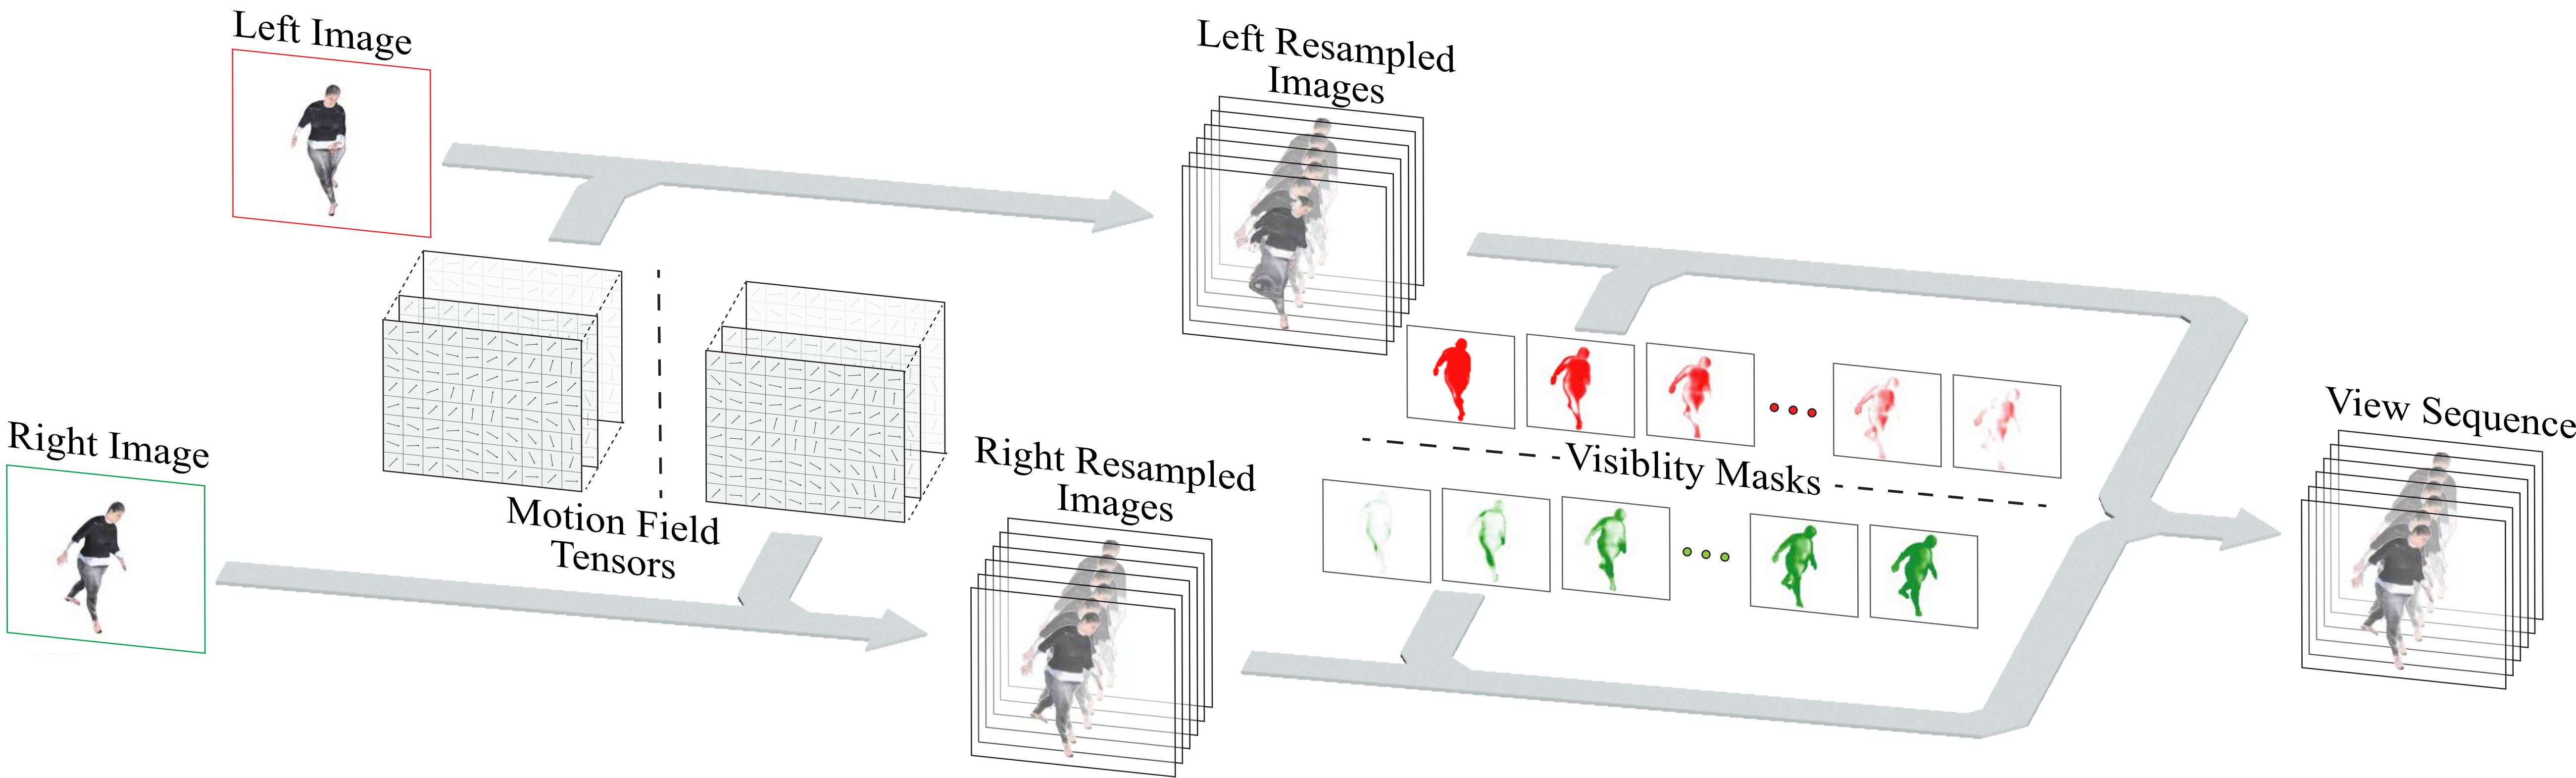 Left Image
Left Resampled
Images
Right Image
Motion Field
Tensors
Right Resampled
Images
Visiblity Masks
View Sequence